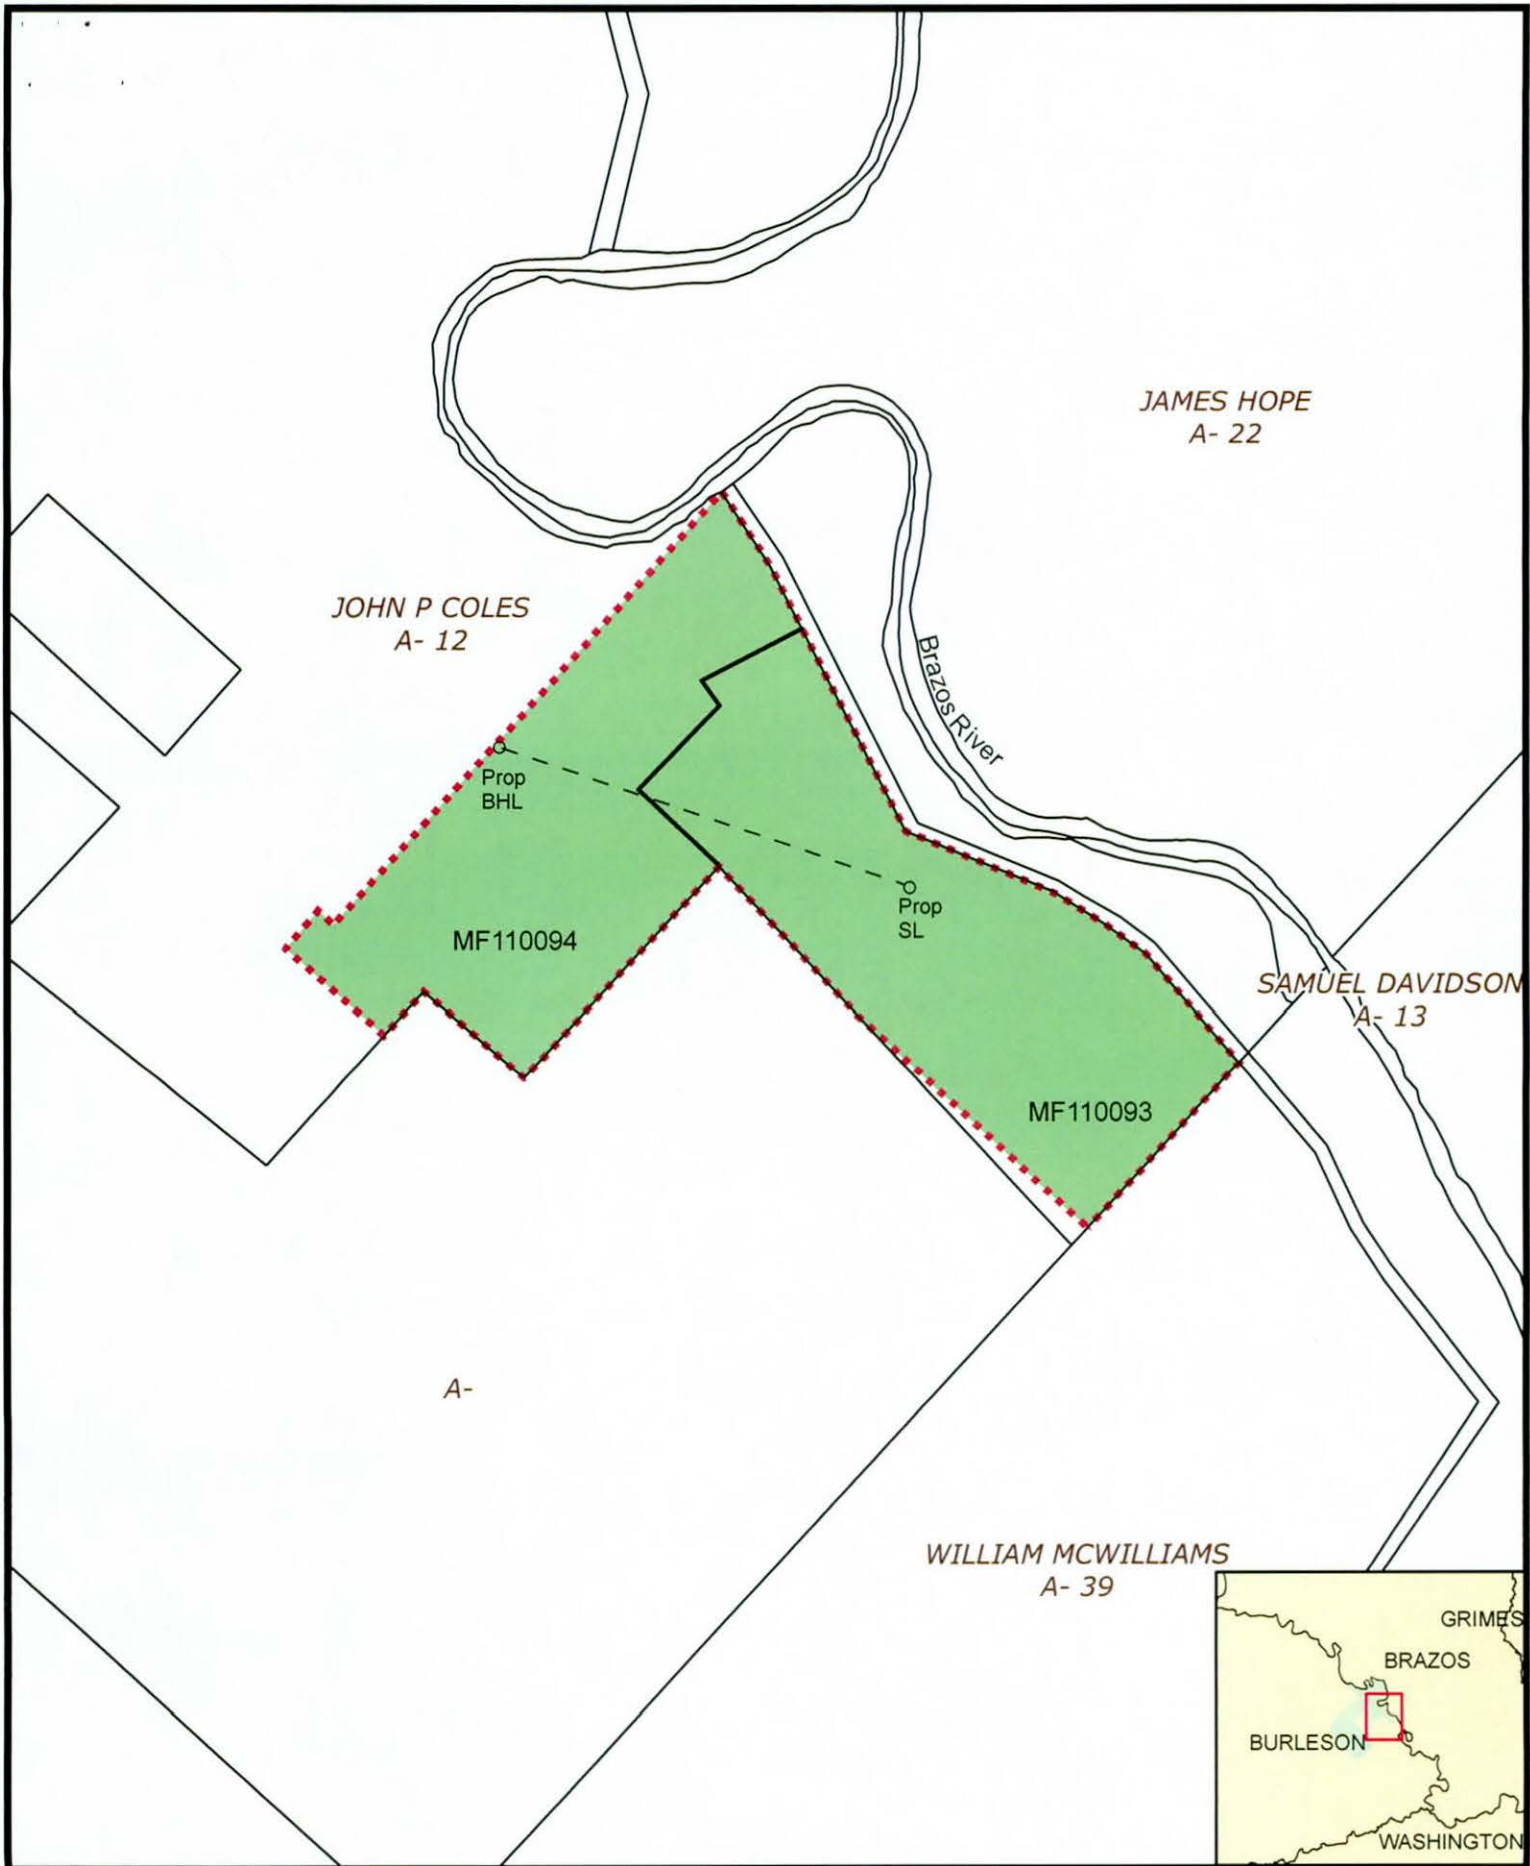 JAMES HOPE
A- 22
JOHN P COLES
A- 12
Brazos River
Prop
BHL
Prop
SL
MF110094
SAMUEL DAVIDSON
A- 13
MF110093
A-
WILLIAM MCWILLIAMS
A- 39
GRIMES
BRAZOS
BURLESON
WASHINGTON